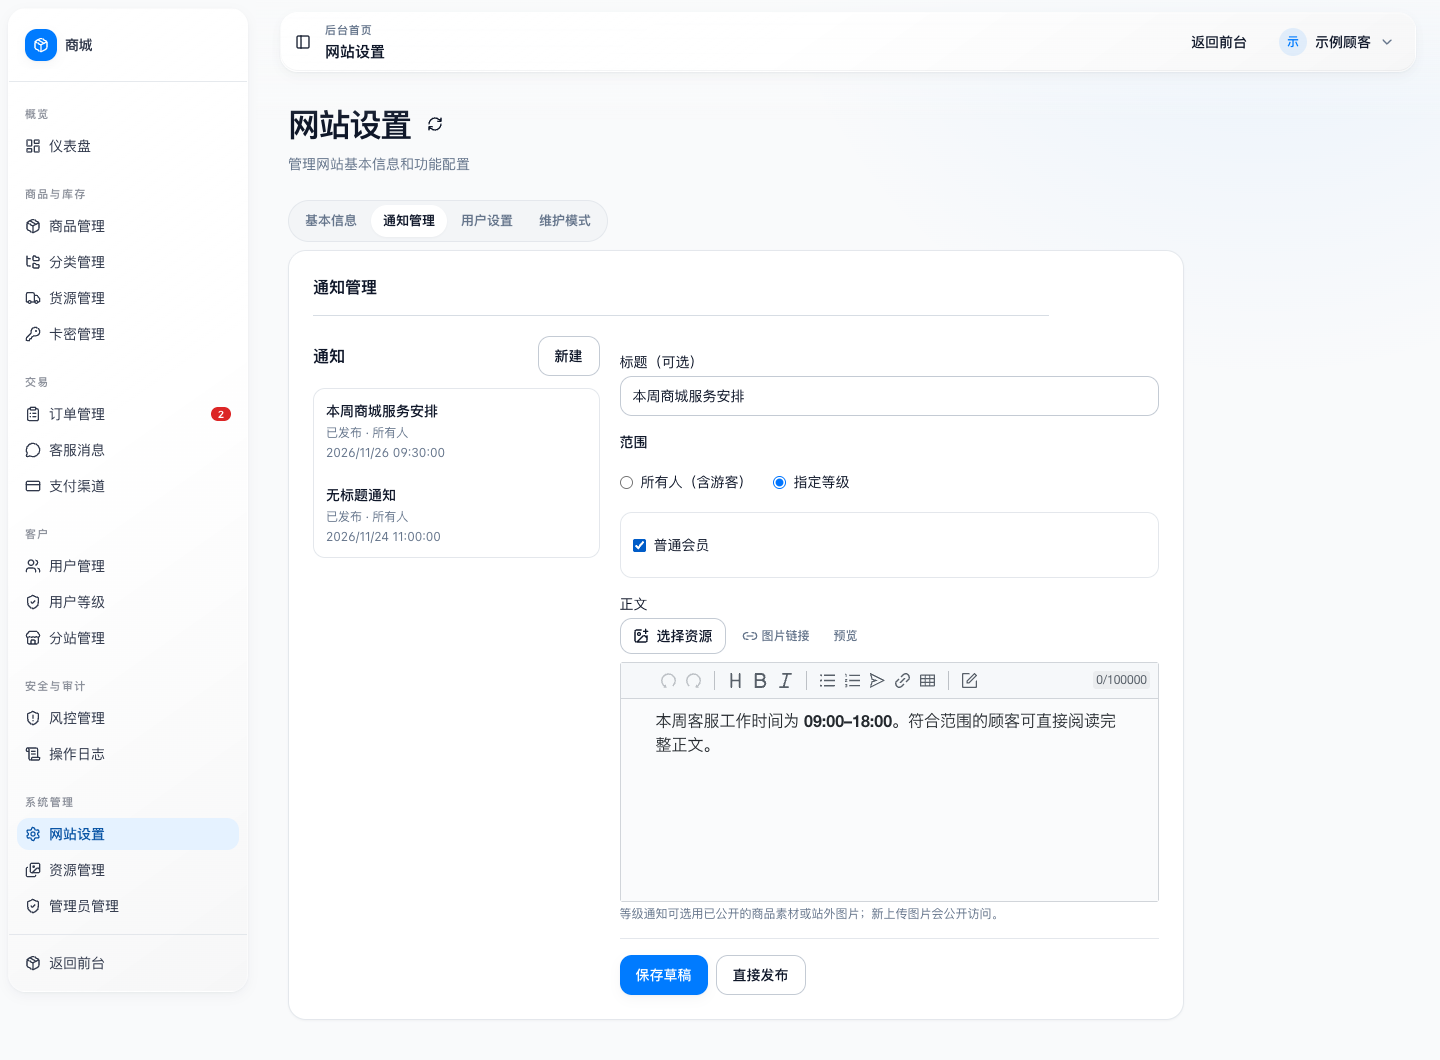 商城
概览
仪表盘
商品与库存
商品管理
分类管理
货源管理
卡密管理
交易
订单管理
2
客服消息
支付渠道
客户
用户管理
用户等级
分站管理
安全与审计
风控管理
操作日志
系统管理
网站设置
资源管理
管理员管理
返回前台
后台首页
网站设置
返回前台
示 示例顾客
网站设置
管理网站基本信息和功能配置
基本信息 通知管理 用户设置 维护模式
通知管理
通知
新建
本周商城服务安排
已发布 · 所有人
2026/11/26 09:30:00
无标题通知
已发布 · 所有人
2026/11/24 11:00:00
标题（可选）
本周商城服务安排
范围
所有人（含游客） 指定等级
普通会员
正文
选择资源 图片链接 预览
0/100000
本周客服工作时间为 09:00–18:00。符合范围的顾客可直接阅读完
整正文。
等级通知可选用已公开的商品素材或站外图片；新上传图片会公开访问。
保存草稿 直接发布